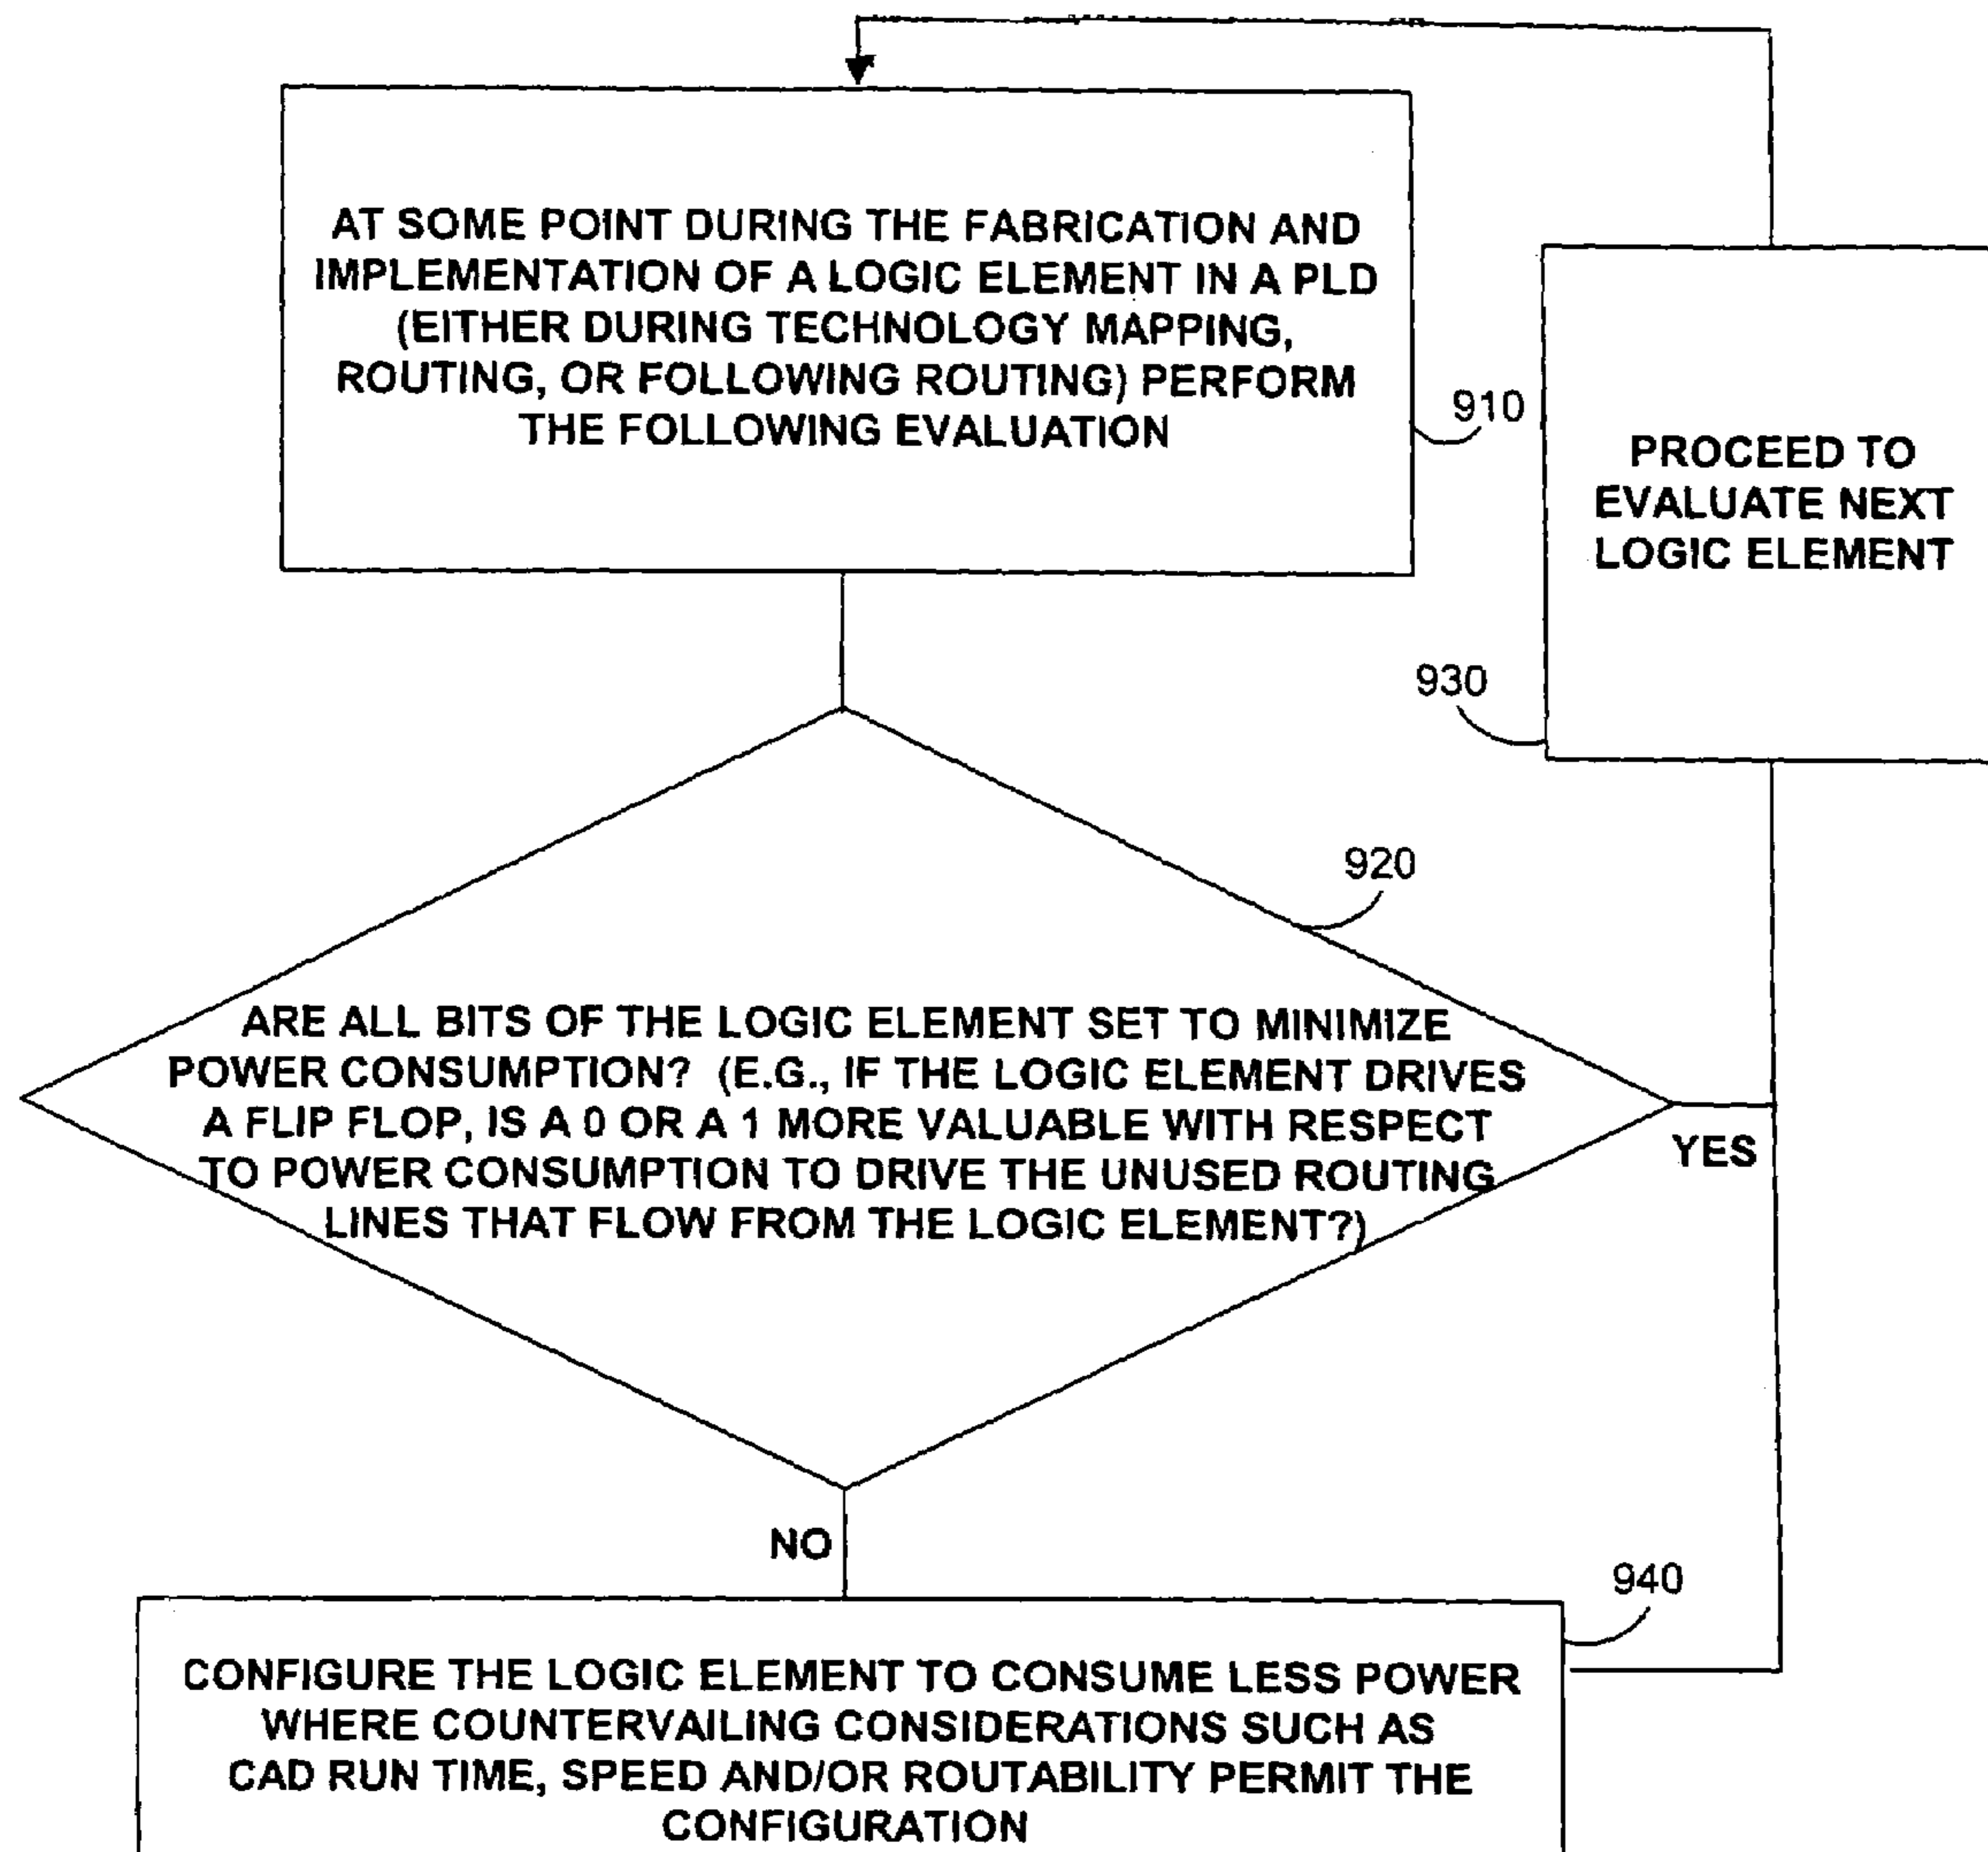 AT SOME POINT DURING THE FABRICATION AND
IMPLEMENTATION OF A LOGIC ELEMENT IN A PLD
(EITHER DURING TECHNOLOGY MAPPING,
ROUTING, OR FOLLOWING ROUTING) PERFORM
THE FOLLOWING EVALUATION
910
PROCEED TO
EVALUATE NEXT
LOGIC ELEMENT
930
920
ARE ALL BITS OF THE LOGIC ELEMENT SET TO MINIMIZE
POWER CONSUMPTION? (E.G., IF THE LOGIC ELEMENT DRIVES
A FLIP FLOP, IS A 0 OR A 1 MORE VALUABLE WITH RESPECT
TO POWER CONSUMPTION TO DRIVE THE UNUSED ROUTING
LINES THAT FLOW FROM THE LOGIC ELEMENT?)
YES
NO
940
CONFIGURE THE LOGIC ELEMENT TO CONSUME LESS POWER
WHERE COUNTERVAILING CONSIDERATIONS SUCH AS
CAD RUN TIME, SPEED AND/OR ROUTABILITY PERMIT THE
CONFIGURATION